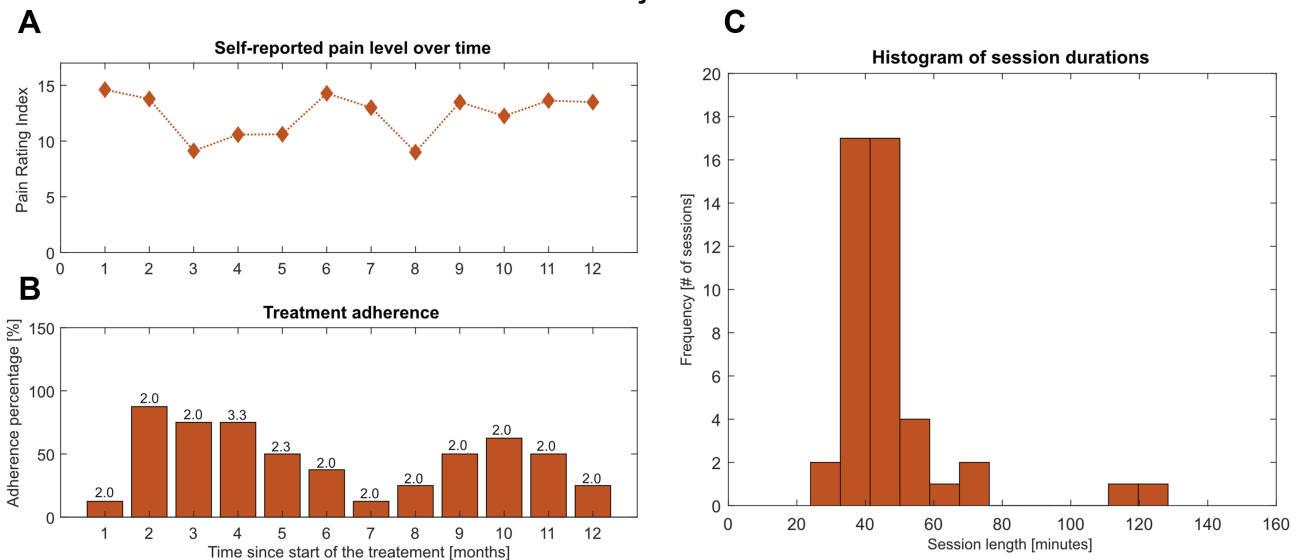 A
Self-reported pain level over time
Pain Rating Index
15
10
5
0
0 1 2 3 4 5 6 7 8 9 10 11 12
B
Treatment adherence
Adherence percentage [%]
150
100
50
0
2.0 2.0 2.0 3.3 2.3 2.0 2.0 2.0 2.0 2.0 2.0 2.0
1 2 3 4 5 6 7 8 9 10 11 12
Time since start of the treatement [months]
C
Histogram of session durations
Frequency [# of sessions]
20
18
16
14
12
10
8
6
4
2
0
0 20 40 60 80 100 120 140 160
Session length [minutes]